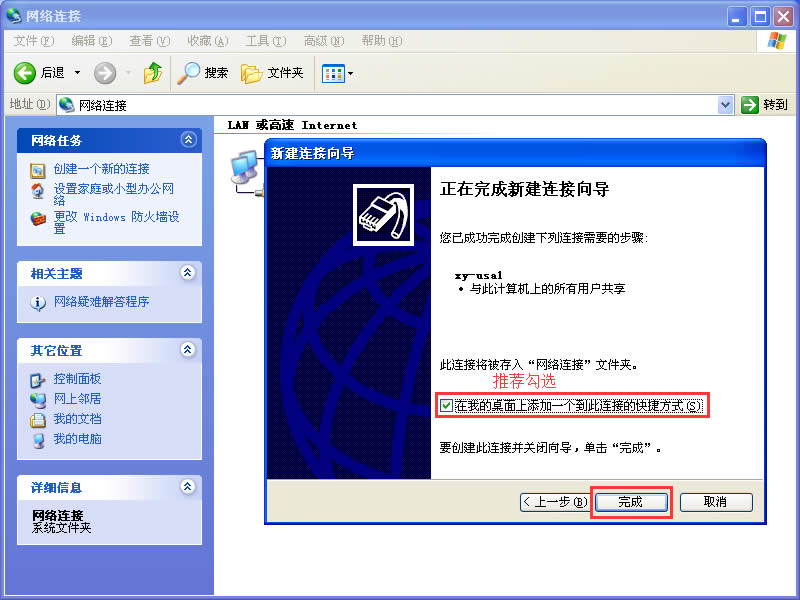 网络连接
文件(F) 编辑(E) 查看(V) 收藏(A) 工具(T) 高级(N) 帮助(H)
后退 搜索 文件夹
地址(D) 网络连接 转到
网络任务
创建一个新的连接
设置家庭或小型办公网
络
更改 Windows 防火墙设
置
相关主题
网络疑难解答程序
其它位置
控制面板
网上邻居
我的文档
我的电脑
详细信息
网络连接
系统文件夹
LAN 或高速 Internet
新建连接向导
正在完成新建连接向导
您已成功完成创建下列连接需要的步骤:
xy-usa1
• 与此计算机上的所有用户共享
此连接将被存入“网络连接”文件夹。
推荐勾选
在我的桌面上添加一个到此连接的快捷方式(S)
要创建此连接并关闭向导，单击“完成”。
<上一步(B) 完成 取消